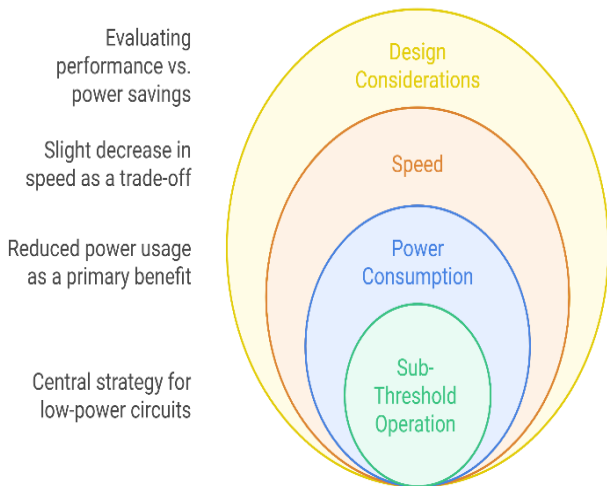 Evaluating
performance vs.
power savings
Design
Considerations
Slight decrease in
speed as a trade-off
Speed
Reduced power usage
as a primary benefit
Power
Consumption
Central strategy for
low-power circuits
Sub-
Threshold
Operation